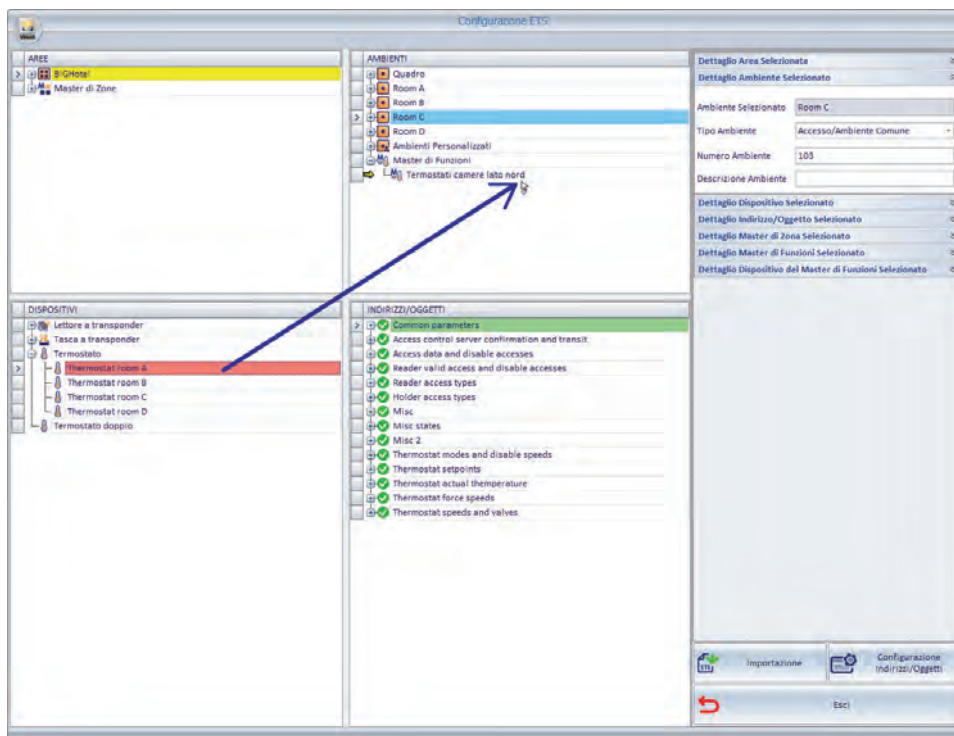 Configurazione ETS
AREE
BIGHotel
Master di Zone
AMBIENTI
Quadro
Room A
Room B
Room C
Room D
Ambienti Personalizzati
Master di Funzioni
Termostati camere lato nord
Dettaglio Area Selezionata
Dettaglio Ambiente Selezionato
Ambiente Selezionato Room C
Tipo Ambiente Accesso/Ambiente Comune
Numero Ambiente 103
Descrizione Ambiente
Dettaglio Dispositivo Selezionato
Dettaglio Indirizzo/Oggetto Selezionato
Dettaglio Master di Zona Selezionato
Dettaglio Master di Funzioni Selezionato
Dettaglio Dispositivo del Master di Funzioni Selezionato
DISPOSITIVI
Lettore a transponder
Tasca a transponder
Termostato
Thermostat room A
Thermostat room B
Thermostat room C
Thermostat room D
Termostato doppio
INDIRIZZI/OGGETTI
Common parameters
Access control server confirmation and transit
Access data and disable accesses
Reader valid access and disable accesses
Reader access types
Holder access types
Misc
Misc states
Misc 2
Thermostat modes and disable speeds
Thermostat setpoints
Thermostat actual themperature
Thermostat force speeds
Thermostat speeds and valves
Importazione
Configurazione
Indirizzi/Oggetti
Esci